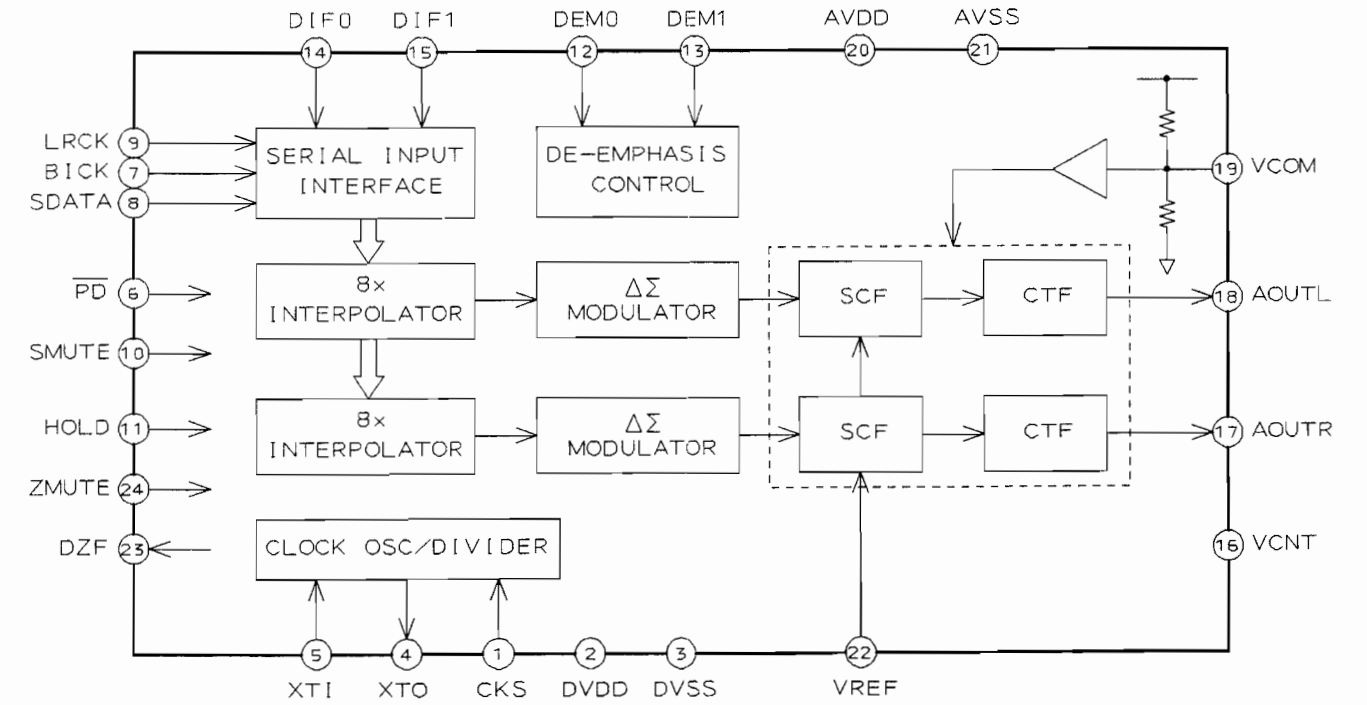 DIF0 DIF1 DEM0 DEM1 AVDD AVSS
14 15 12 13 20 21
LRCK 9
BICK 7
SDATA 8
SERIAL INPUT
INTERFACE
DE-EMPHASIS
CONTROL
19 VCOM
PD 6
8x
INTERPOLATOR
ΔΣ
MODULATOR
SCF
CTF
18 AOUTL
SMUTE 10
HOLD 11
8x
INTERPOLATOR
ΔΣ
MODULATOR
SCF
CTF
17 AOUTR
ZMUTE 24
DZF 23
CLOCK OSC/DIVIDER
16 VCNT
5 4 1 2 3 22
XTI XTO CKS DVDD DVSS VREF